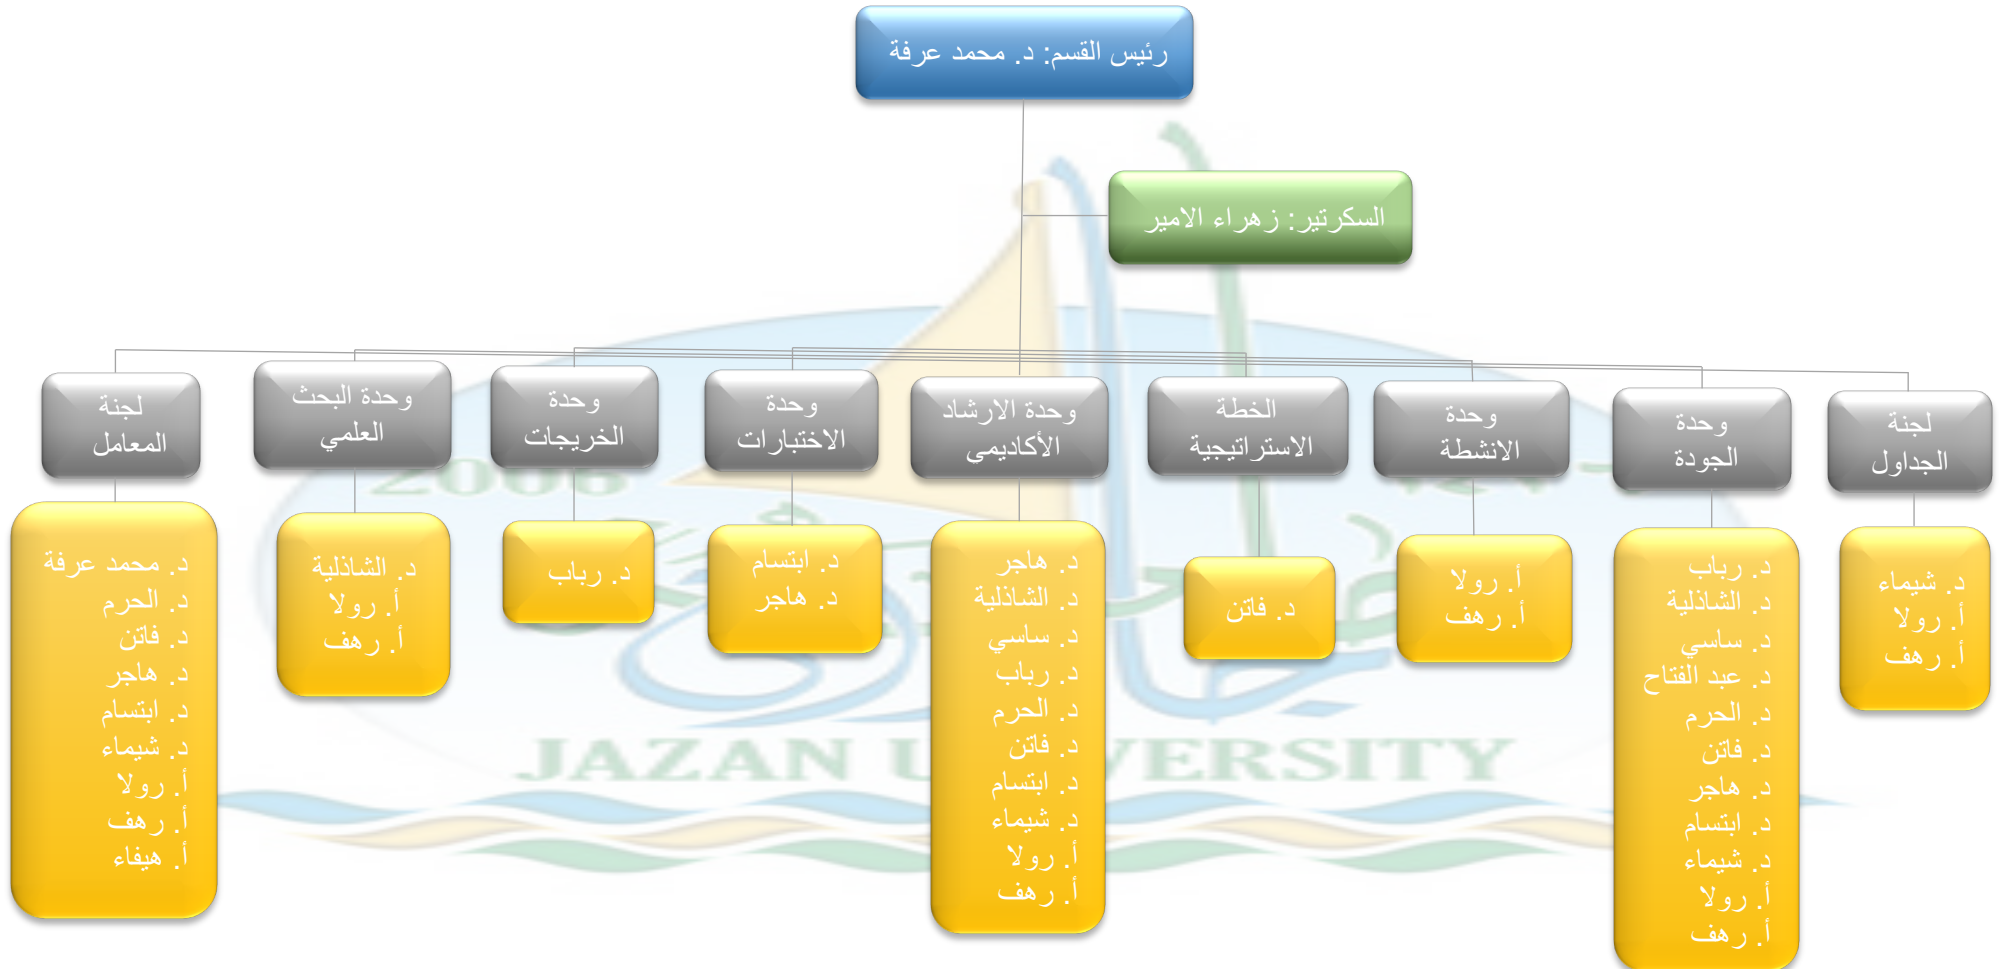 رئيس القسم: د. محمد عرفة
السكرتير: زهراء الامير
لجنة
الجداول
د. شيماء
أ. رولا
أ. رهف
وحدة
الجودة
د. رباب
د. الشاذلية
د. ساسي
د. عبد الفتاح
د. الحرم
د. فاتن
د. هاجر
د. ابتسام
د. شيماء
أ. رولا
أ. رهف
وحدة
الانشطة
أ. رولا
أ. رهف
الخطة
الاستراتيجية
د. فاتن
وحدة الارشاد
الأكاديمي
د. هاجر
د. الشاذلية
د. ساسي
د. رباب
د. الحرم
د. فاتن
د. ابتسام
د. شيماء
أ. رولا
أ. رهف
وحدة
الاختبارات
د. ابتسام
د. هاجر
وحدة
الخريجات
د. رباب
وحدة البحث
العلمي
د. الشاذلية
أ. رولا
أ. رهف
لجنة
المعامل
د. محمد عرفة
د. الحرم
د. فاتن
د. هاجر
د. ابتسام
د. شيماء
أ. رولا
أ. رهف
أ. هيفاء
2006
JAZAN UNIVERSITY